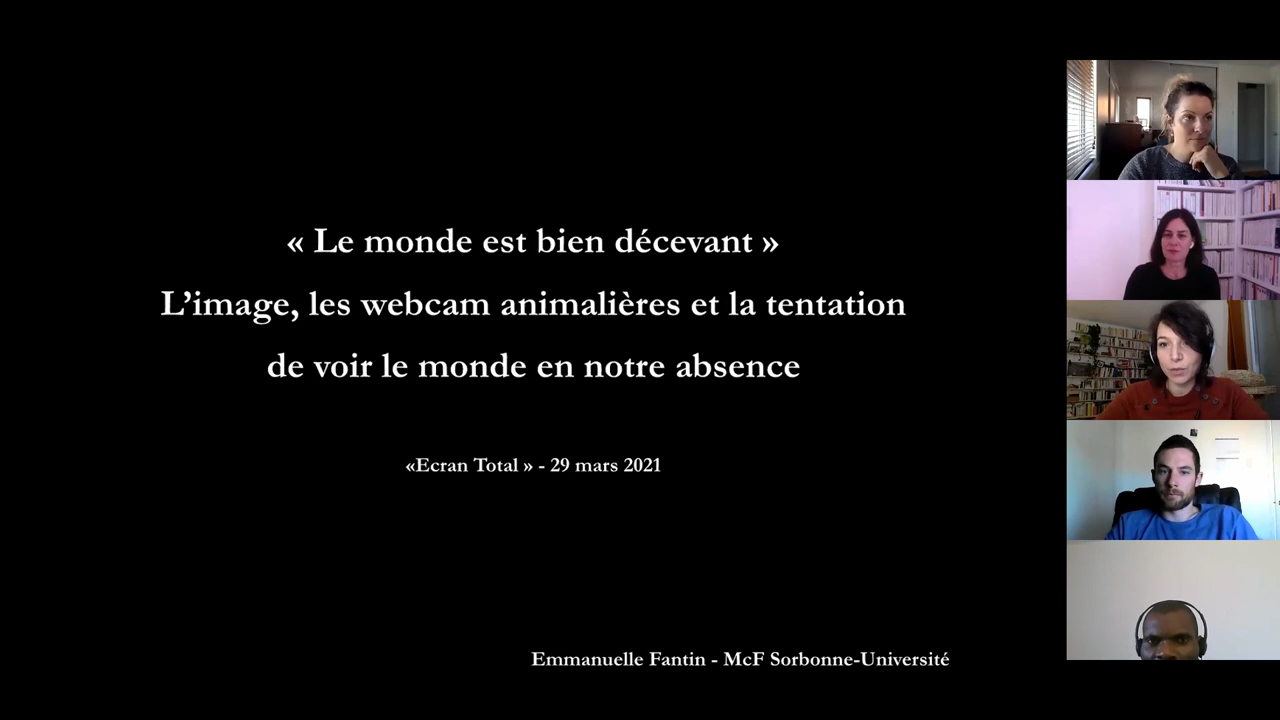 « Le monde est bien décevant »
L’image, les webcam animalières et la tentation
de voir le monde en notre absence
«Ecran Total » - 29 mars 2021
Emmanuelle Fantin - McF Sorbonne-Université